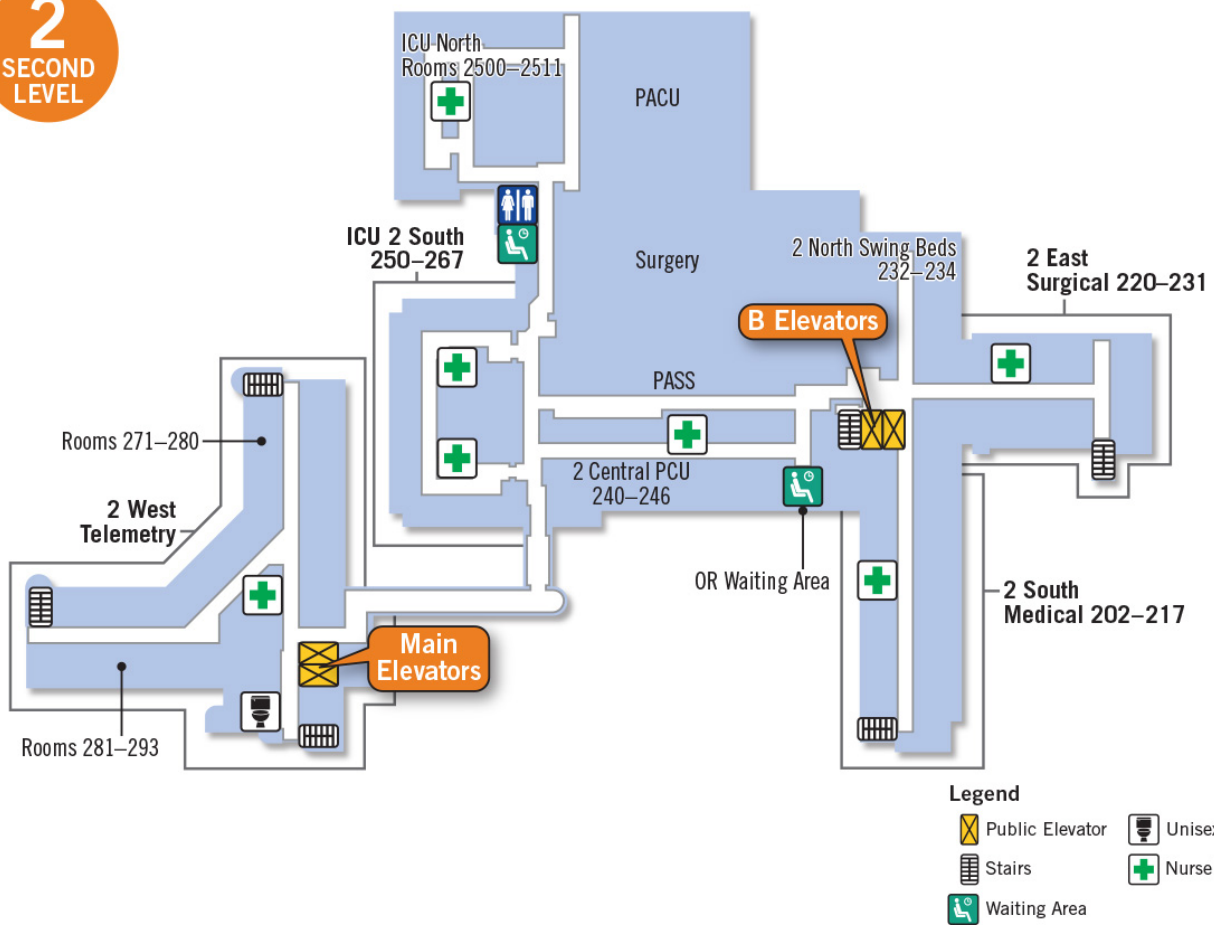 2
SECOND
LEVEL
ICU North
Rooms 2500–2511
PACU
ICU 2 South
250–267
Surgery
2 North Swing Beds
232–234
2 East
Surgical 220–231
B Elevators
PASS
Rooms 271–280
2 Central PCU
240–246
2 West
Telemetry
OR Waiting Area
2 South
Medical 202–217
Main
Elevators
Rooms 281–293
Legend
Public Elevator
Stairs
Waiting Area
Nurse